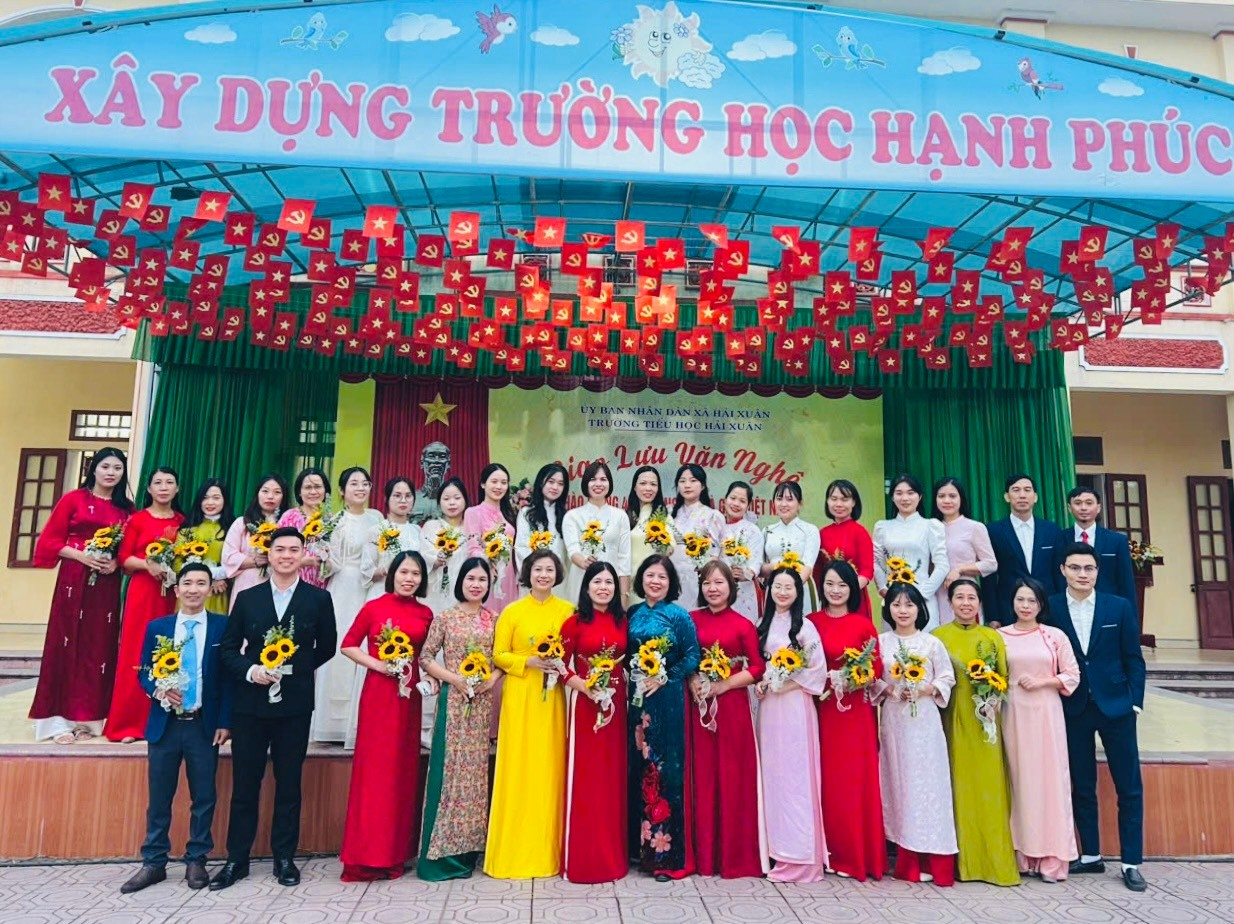 XÂY DỰNG TRƯỜNG HỌC HẠNH PHÚC
ỦY BAN NHÂN DÂN XÃ HẢI XUÂN
TRƯỜNG TIỂU HỌC HẢI XUÂN
Giao Lưu Văn Nghệ